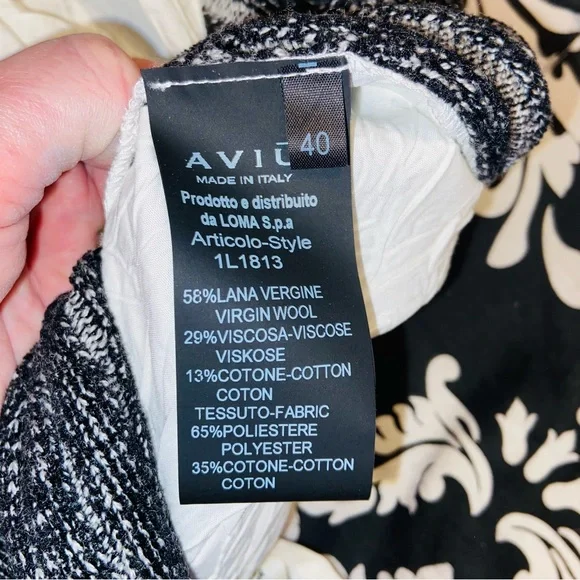 40
AVIÙ
MADE IN ITALY
Prodotto e distribuito
da LOMA S.p.a
Articolo-Style
1L1813
58%LANA VERGINE
VIRGIN WOOL
29%VISCOSA-VISCOSE
VISKOSE
13%COTONE-COTTON
COTON
TESSUTO-FABRIC
65%POLIESTERE
POLYESTER
35%COTONE-COTTON
COTON